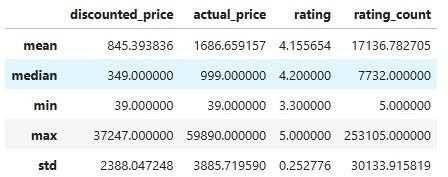 discounted_price actual_price rating rating_count
mean 845.393836 1686.659157 4.155654 17136.782705
median 349.000000 999.000000 4.200000 7732.000000
min 39.000000 39.000000 3.300000 5.000000
max 37247.000000 59890.000000 5.000000 253105.000000
std 2388.047248 3885.719590 0.252776 30133.915819